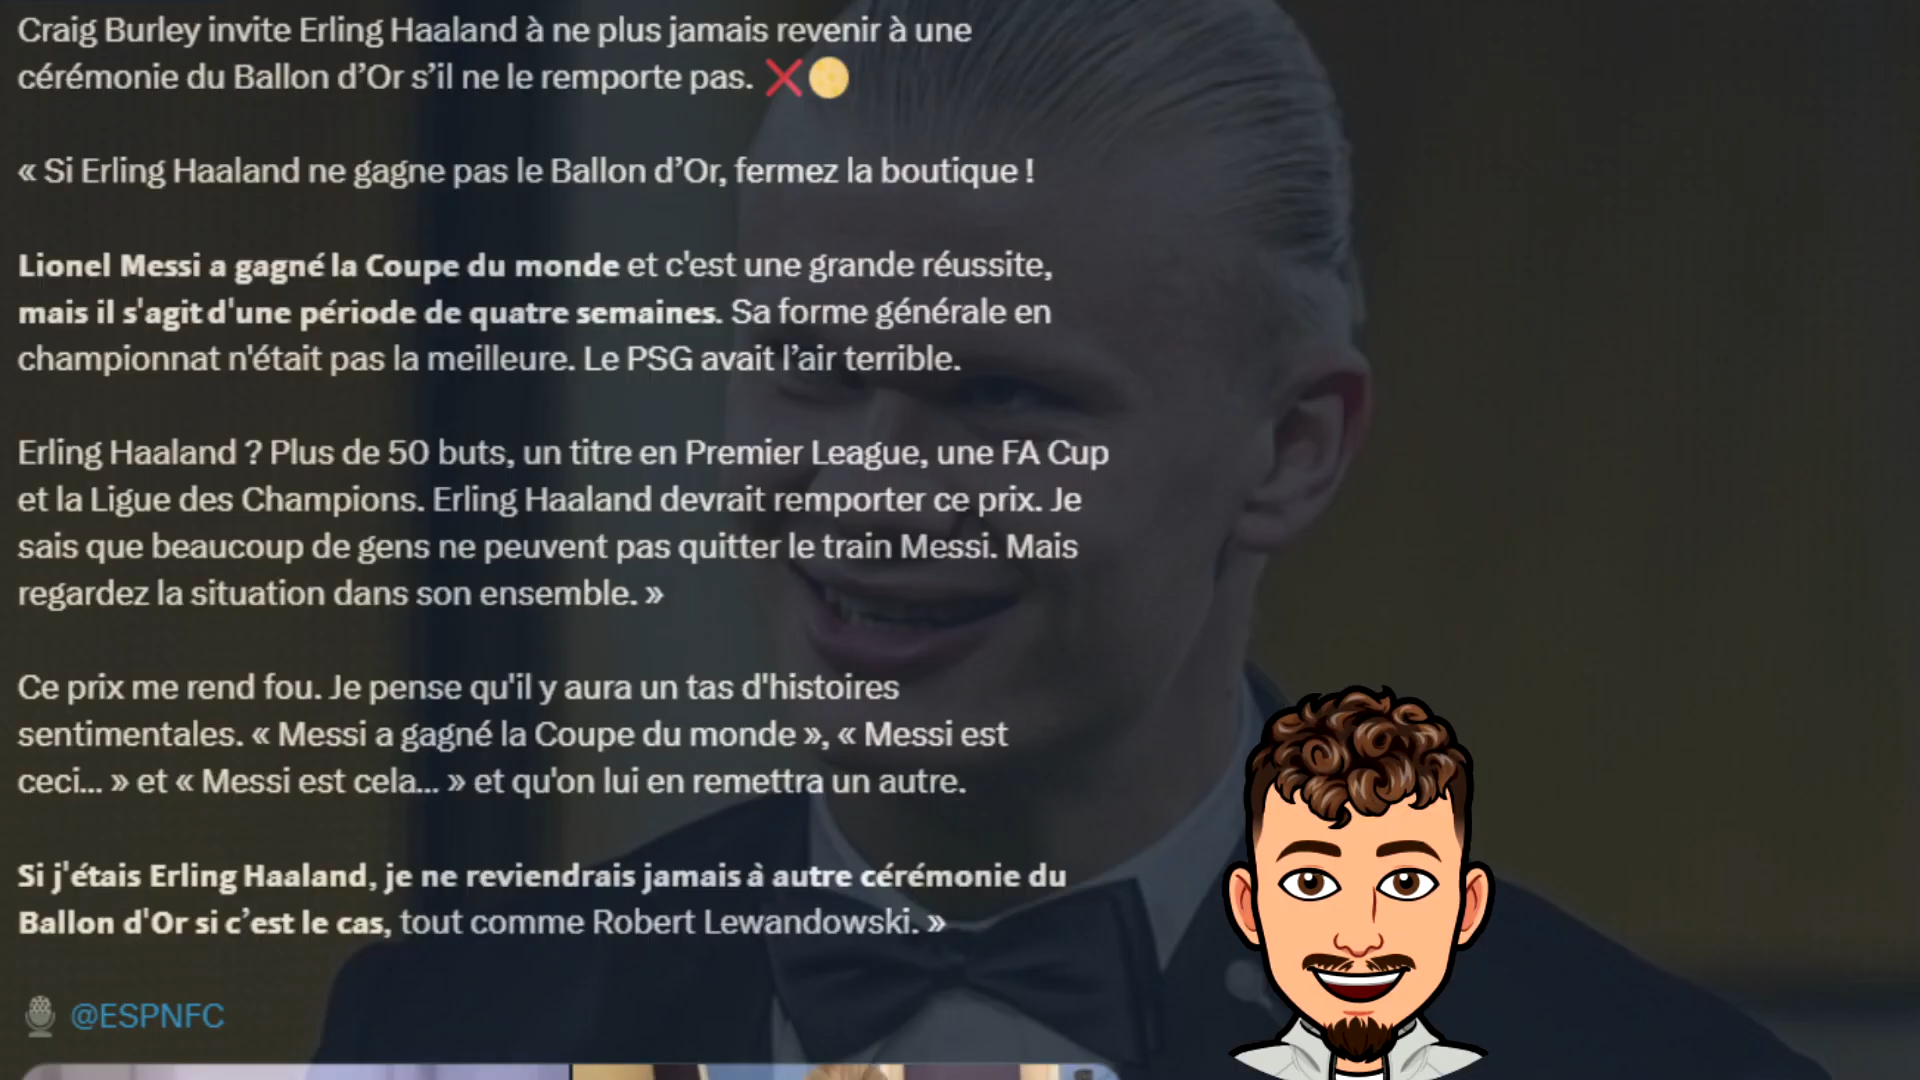 Craig Burley invite Erling Haaland à ne plus jamais revenir à une
cérémonie du Ballon d’Or s’il ne le remporte pas. ❌🟡
« Si Erling Haaland ne gagne pas le Ballon d’Or, fermez la boutique !
Lionel Messi a gagné la Coupe du monde et c'est une grande réussite,
mais il s'agit d'une période de quatre semaines. Sa forme générale en
championnat n'était pas la meilleure. Le PSG avait l’air terrible.
Erling Haaland ? Plus de 50 buts, un titre en Premier League, une FA Cup
et la Ligue des Champions. Erling Haaland devrait remporter ce prix. Je
sais que beaucoup de gens ne peuvent pas quitter le train Messi. Mais
regardez la situation dans son ensemble. »
Ce prix me rend fou. Je pense qu'il y aura un tas d'histoires
sentimentales. « Messi a gagné la Coupe du monde », « Messi est
ceci... » et « Messi est cela... » et qu'on lui en remettra un autre.
Si j'étais Erling Haaland, je ne reviendrais jamais à autre cérémonie du
Ballon d'Or si c’est le cas, tout comme Robert Lewandowski. »
🎙 @ESPNFC